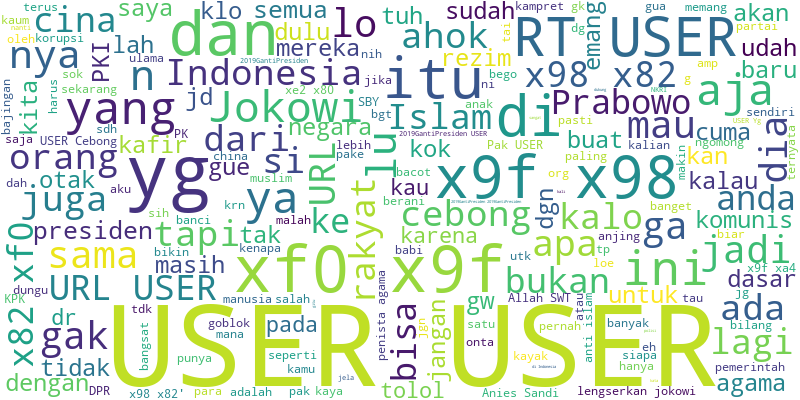 saya klo semua lo tuh sudah kampret gk gua memang partai
terus kaum oleh korupsi cina dan dulu mereka ahok RT USER emang akan
nya lah PKI n Indonesia itu rezim x98 x82 udah baru
bajingan kita sok sekarang jd 2019GantiPresiden xe2 x80 SBY jika nih ulama bego ni amp
yang Jokowi Islam di Prabowo aja
harus sdh dari negara bgt lebih anak pasti NKRI sendiri
saja USER Cebong PK china pake 2019GantiPresiden USER kalian paling mau cuma ngomong dia
orang yg kafir si URL lu kok Pak USER buat org makin kan ternyata
dah aku otak gue muslim bacot kau x9f x98 kalau
juga sih banci krn ya ke rakyat berani cebong dgn kalo banget anda
presiden tapi tak malah karena apa tp ga biar komunis
xf0 sama masih bikin kenapa babi utk bukan anjing loe ini jadi x9f xa4
x82 URL USER xf0 x9f gw Allah SWT untuk tau dasar
KPK dungu dr tdk manusia salah penista agama jgn satu atau pernah banyak jg bilang
gak bangsat goblok mana pada bisa jangan onta anti islam eh siapa ada lagi
tidak punya seperti USER USER kayak hanya pemerintah
dengan DPR x98 x82' para adalah kamu pak kaya jela tolol Anies Sandi di Indonesia lengserkan jokowi agama